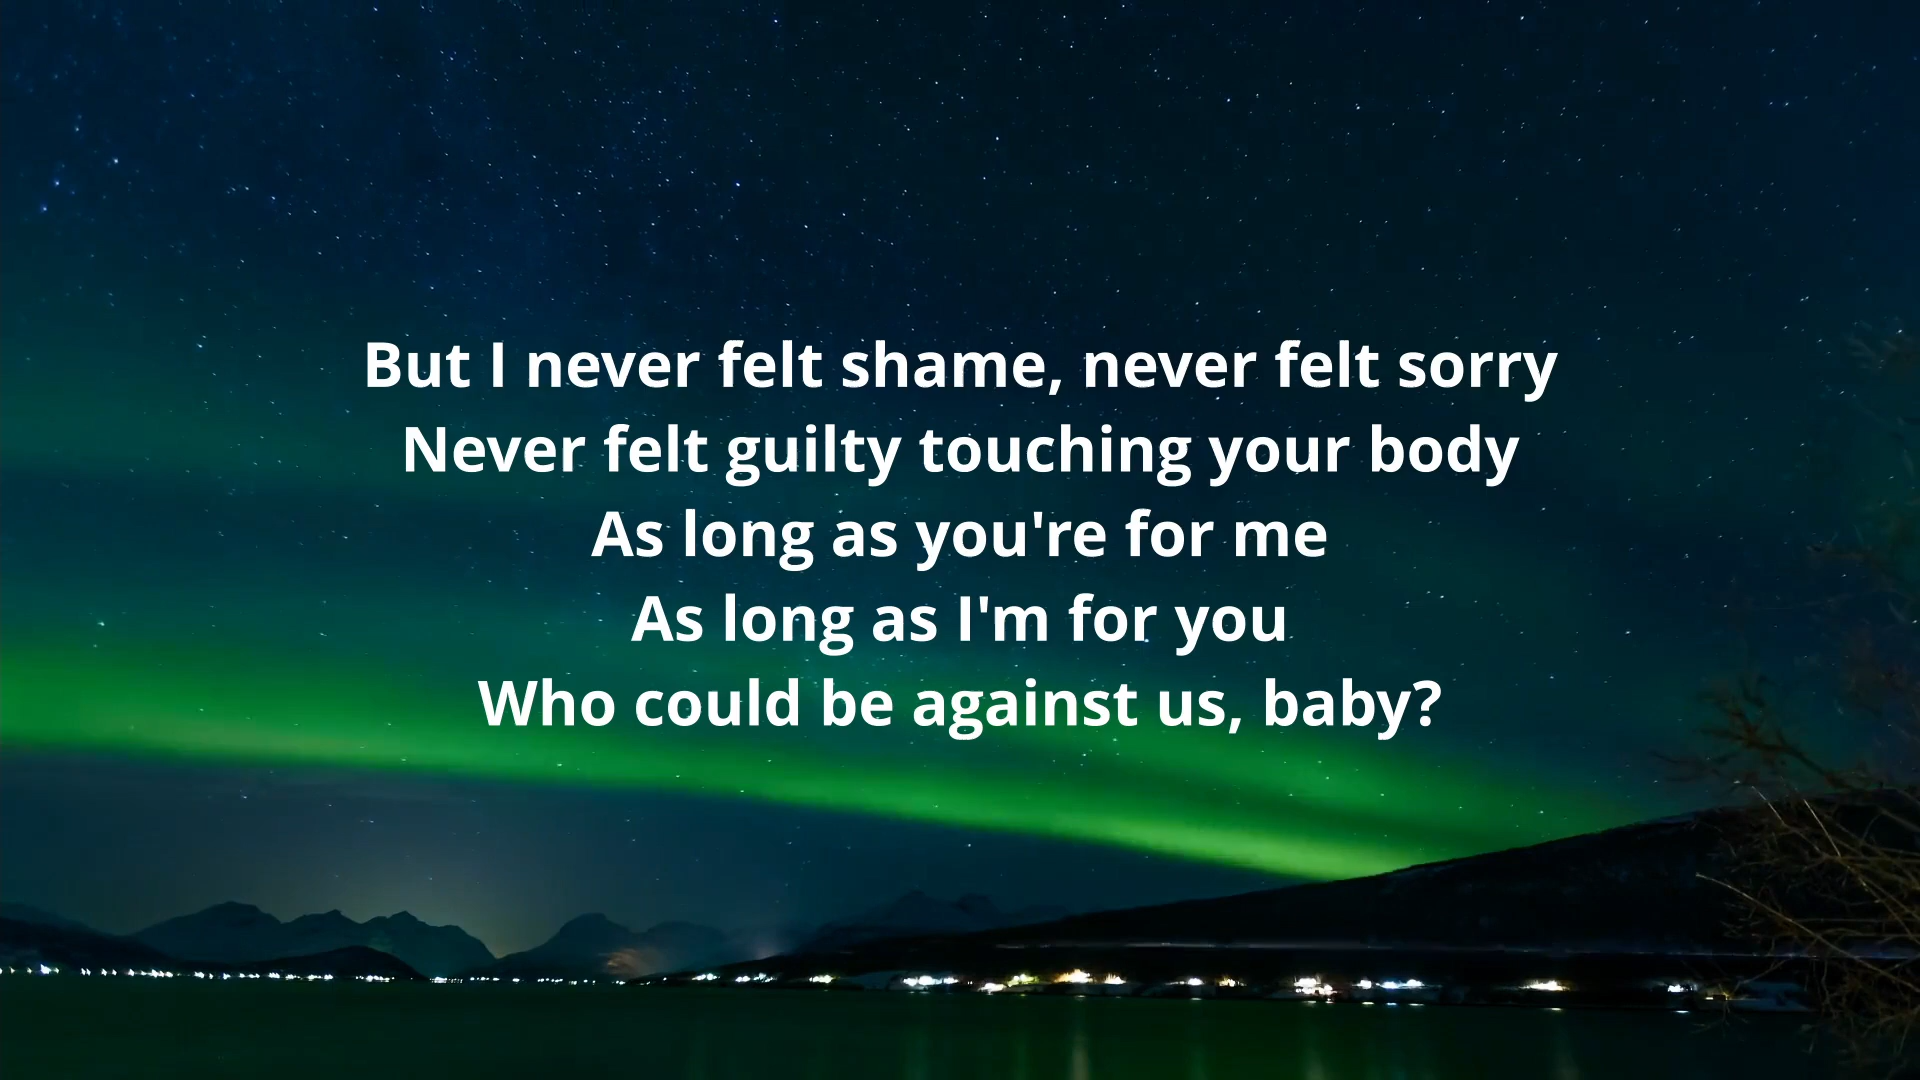 But I never felt shame, never felt sorry
Never felt guilty touching your body
As long as you're for me
As long as I'm for you
Who could be against us, baby?